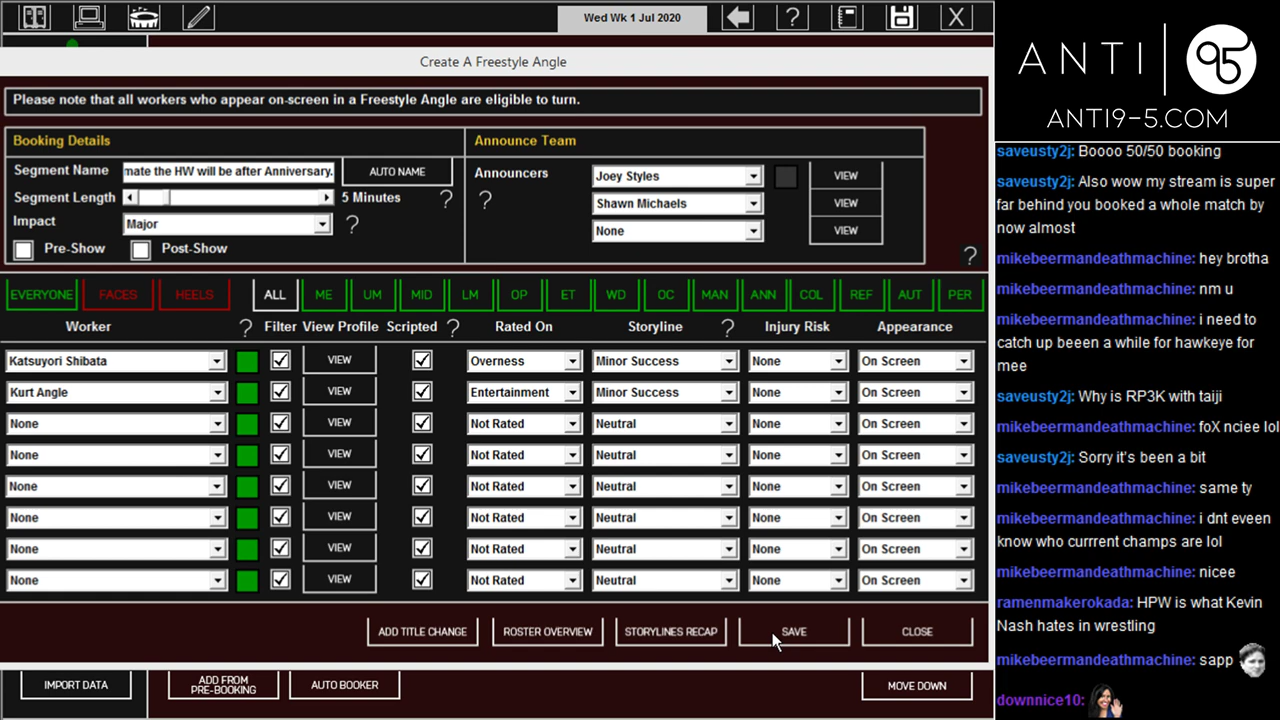 Wed Wk 1 Jul 2020
?
X
Create A Freestyle Angle
Please note that all workers who appear on-screen in a Freestyle Angle are eligible to turn.
Booking Details
Segment Name
mate the HW will be after Anniversary.
AUTO NAME
Segment Length
5 Minutes
?
Impact
Major
?
Pre-Show
Post-Show
Announce Team
Announcers
?
Joey Styles
VIEW
Shawn Michaels
VIEW
None
VIEW
?
EVERYONE FACES HEELS ALL ME UM MID LM OP ET WD OC MAN ANN COL REF AUT PER
Worker ? Filter View Profile Scripted ? Rated On Storyline ? Injury Risk Appearance
Katsuyori Shibata VIEW Overness Minor Success None On Screen
Kurt Angle VIEW Entertainment Minor Success None On Screen
None VIEW Not Rated Neutral None On Screen
None VIEW Not Rated Neutral None On Screen
None VIEW Not Rated Neutral None On Screen
None VIEW Not Rated Neutral None On Screen
None VIEW Not Rated Neutral None On Screen
None VIEW Not Rated Neutral None On Screen
ADD TITLE CHANGE
ROSTER OVERVIEW
STORYLINES RECAP
SAVE
CLOSE
IMPORT DATA
ADD FROM
PRE-BOOKING
AUTO BOOKER
MOVE DOWN
ANTI 95
ANTI9-5.COM
saveusty2j: Boooo 50/50 booking
saveusty2j: Also wow my stream is super
far behind you booked a whole match by
now almost
mikebeermandeathmachine: hey brotha
mikebeermandeathmachine: nm u
mikebeermandeathmachine: i need to
catch up beeen a while for hawkeye for
mee
saveusty2j: Why is RP3K with taiji
mikebeermandeathmachine: foX nciee lol
saveusty2j: Sorry it's been a bit
mikebeermandeathmachine: same ty
mikebeermandeathmachine: i dnt eveen
know who currrent champs are lol
mikebeermandeathmachine: nicee
ramenmakerokada: HPW is what Kevin
Nash hates in wrestling
mikebeermandeathmachine: sapp
downnice10: